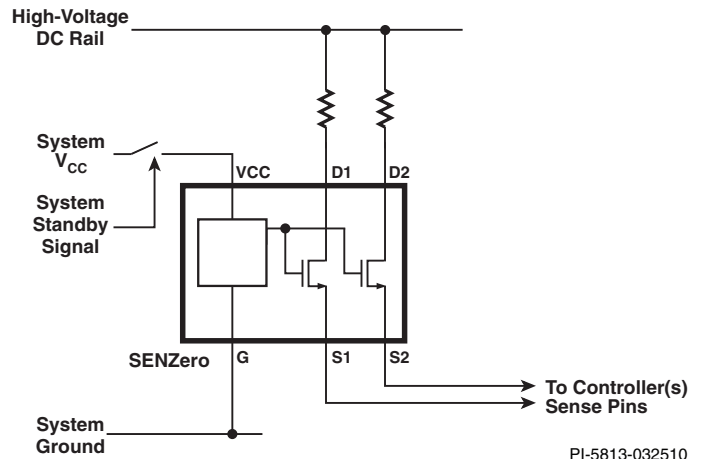 High-Voltage
DC Rail
System
VCC
System
Standby
Signal
VCC
D1
D2
SENZero
G
S1
S2
To Controller(s)
Sense Pins
System
Ground
PI-5813-032510